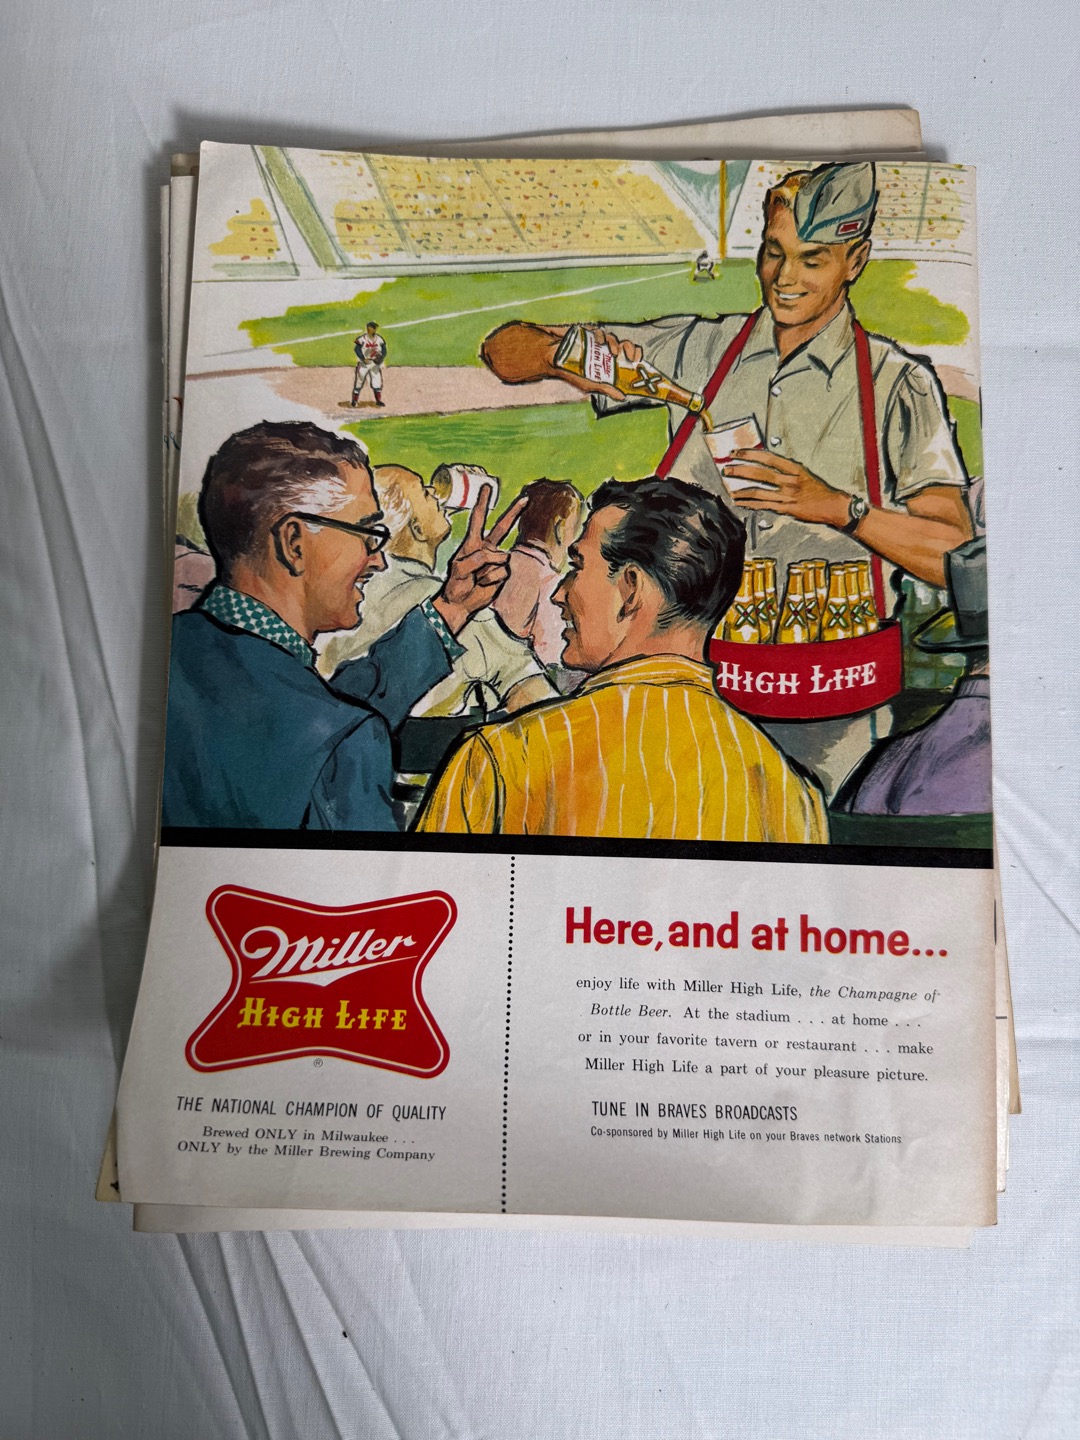 Miller
HIGH LIFE
HIGH LIFE
Miller
HIGH LIFE
®
THE NATIONAL CHAMPION OF QUALITY
Brewed ONLY in Milwaukee . . .
ONLY by the Miller Brewing Company
Here, and at home...
enjoy life with Miller High Life, the Champagne of
Bottle Beer. At the stadium . . . at home . . .
or in your favorite tavern or restaurant . . . make
Miller High Life a part of your pleasure picture.
TUNE IN BRAVES BROADCASTS
Co-sponsored by Miller High Life on your Braves network Stations